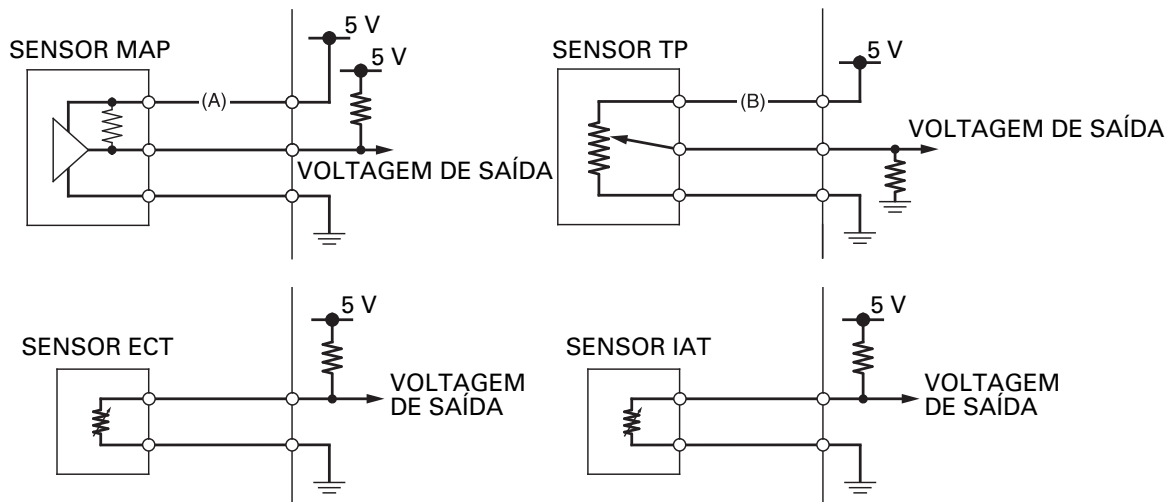 5 V
SENSOR MAP
5 V
(A)
VOLTAGEM DE SAÍDA
SENSOR TP
5 V
(B)
VOLTAGEM DE SAÍDA
5 V
SENSOR ECT
VOLTAGEM
DE SAÍDA
5 V
SENSOR IAT
VOLTAGEM
DE SAÍDA